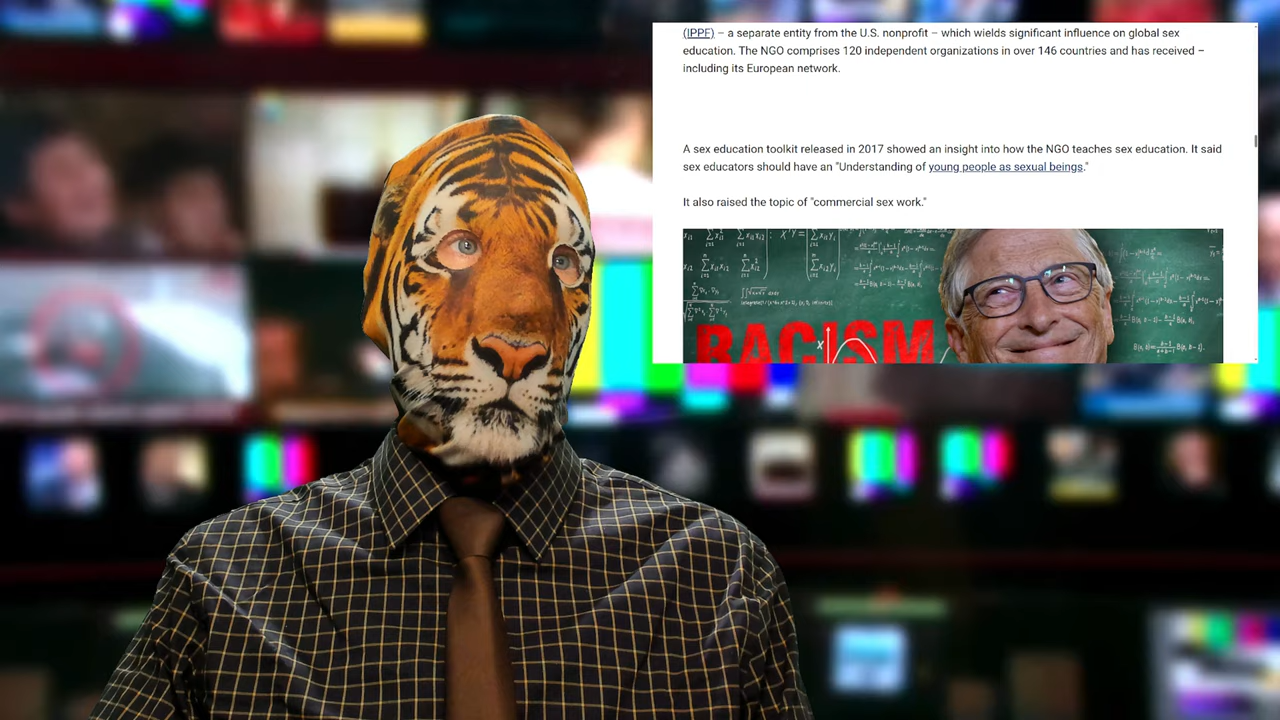 (IPPF) – a separate entity from the U.S. nonprofit – which wields significant influence on global sex
education. The NGO comprises 120 independent organizations in over 146 countries and has received –
including its European network.
A sex education toolkit released in 2017 showed an insight into how the NGO teaches sex education. It said
sex educators should have an "Understanding of young people as sexual beings."
It also raised the topic of "commercial sex work."
RACISM